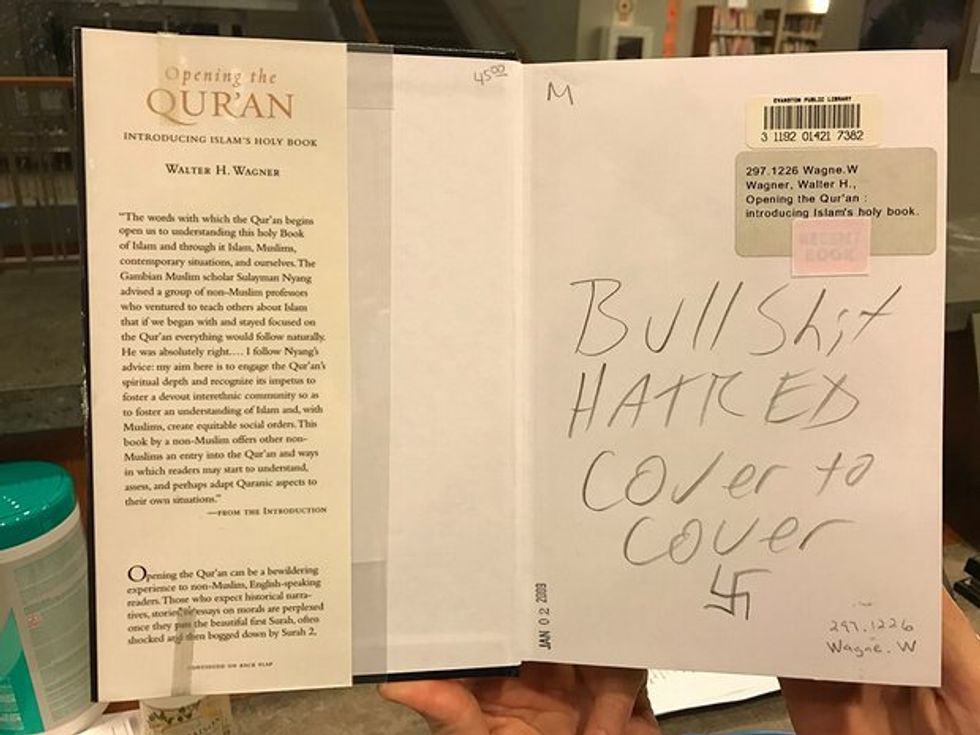 Opening the
QUR'AN
INTRODUCING ISLAM'S HOLY BOOK
WALTER H. WAGNER
"The words with which the Qur'an begins
open us to understanding this holy Book
of Islam and through it Islam, Muslims,
contemporary situations, and ourselves. The
Gambian Muslim scholar Sulayman Nyang
advised a group of non-Muslim professors
who ventured to teach others about Islam
that if we began with and stayed focused on
the Qur'an everything would follow naturally.
He was absolutely right.... I follow Nyang's
advice: my aim here is to engage the Qur'an's
spiritual depth and recognize its impetus to
foster a devout interethnic community so as
to foster an understanding of Islam and, with
Muslims, create equitable social orders. This
book by a non-Muslim offers other non-
Muslims an entry into the Qur'an and ways
in which readers may start to understand,
assess, and perhaps adapt Quranic aspects to
their own situations."
—FROM THE INTRODUCTION
Opening the Qur'an can be a bewildering
experience to non-Muslim, English-speaking
readers. Those who expect historical narra-
tives, stories, essays on morals are perplexed
once they pass the beautiful first Surah, often
shocked and then bogged down by Surah 2,
CONTINUED ON BACK FLAP
4500
M
EVANSTON PUBLIC LIBRARY
3 1192 01421 7382
297.1226 Wagne.W
Wagner, Walter H.,
Opening the Qur'an :
introducing Islam's holy book.
RECENT
BOOK
BullShit
HATRED
Cover to
Cover
JAN 0 2 2009
297.1226
Wagne.W